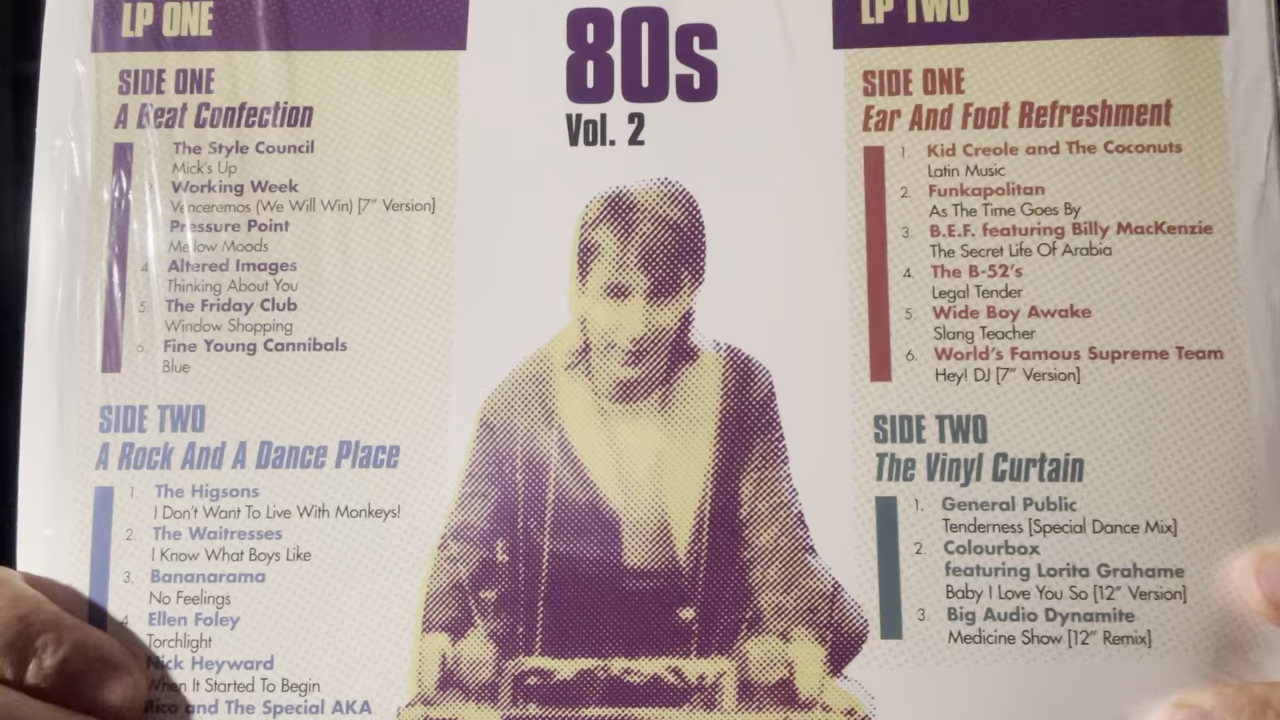 LP ONE
SIDE ONE
A Beat Confection
The Style Council
Mick's Up
Working Week
Venceremos (We Will Win) [7" Version]
Pressure Point
Mellow Moods
4. Altered Images
Thinking About You
5. The Friday Club
Window Shopping
6. Fine Young Cannibals
Blue
SIDE TWO
A Rock And A Dance Place
1. The Higsons
I Don't Want To Live With Monkeys!
2. The Waitresses
I Know What Boys Like
3. Bananarama
No Feelings
4. Ellen Foley
Torchlight
Nick Heyward
When It Started To Begin
Rico and The Special AKA
80s
Vol. 2
LP TWO
SIDE ONE
Ear And Foot Refreshment
1. Kid Creole and The Coconuts
Latin Music
2. Funkapolitan
As The Time Goes By
3. B.E.F. featuring Billy MacKenzie
The Secret Life Of Arabia
4. The B-52's
Legal Tender
5. Wide Boy Awake
Slang Teacher
6. World's Famous Supreme Team
Hey! DJ [7" Version]
SIDE TWO
The Vinyl Curtain
1. General Public
Tenderness [Special Dance Mix]
2. Colourbox
featuring Lorita Grahame
Baby I Love You So [12" Version]
3. Big Audio Dynamite
Medicine Show [12" Remix]